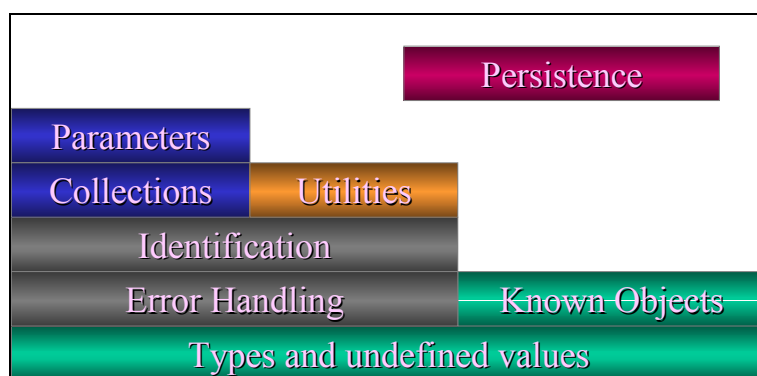 Persistence
Parameters
Collections Utilities
Identification
Error Handling Known Objects
Types and undefined values